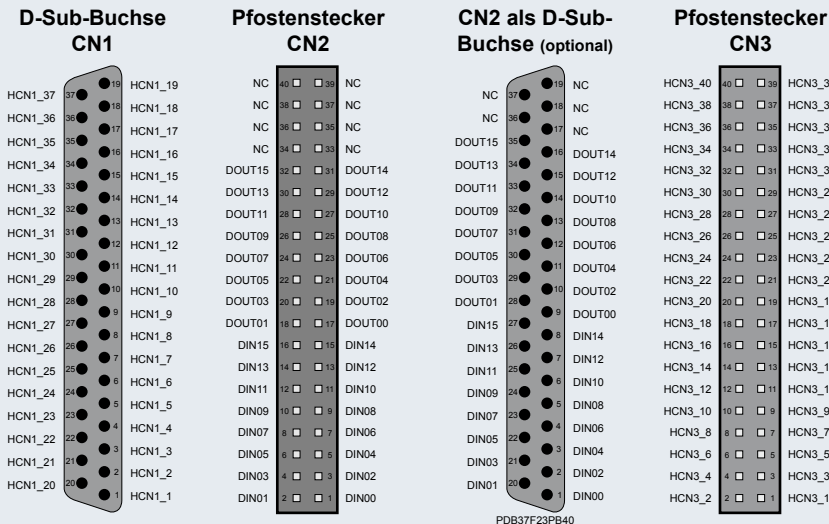 D-Sub-Buchse
CN1
19 HCN1_19
HCN1_37 37
18 HCN1_18
HCN1_36 36
17 HCN1_17
HCN1_35 35
16 HCN1_16
HCN1_34 34
15 HCN1_15
HCN1_33 33
14 HCN1_14
HCN1_32 32
13 HCN1_13
HCN1_31 31
12 HCN1_12
HCN1_30 30
11 HCN1_11
HCN1_29 29
10 HCN1_10
HCN1_28 28
9 HCN1_9
HCN1_27 27
8 HCN1_8
HCN1_26 26
7 HCN1_7
HCN1_25 25
6 HCN1_6
HCN1_24 24
5 HCN1_5
HCN1_23 23
4 HCN1_4
HCN1_22 22
3 HCN1_3
HCN1_21 21
2 HCN1_2
HCN1_20 20
1 HCN1_1
Pfostenstecker
CN2
NC 40 39 NC
NC 38 37 NC
NC 36 35 NC
NC 34 33 NC
DOUT15 32 31 DOUT14
DOUT13 30 29 DOUT12
DOUT11 28 27 DOUT10
DOUT09 26 25 DOUT08
DOUT07 24 23 DOUT06
DOUT05 22 21 DOUT04
DOUT03 20 19 DOUT02
DOUT01 18 17 DOUT00
DIN15 16 15 DIN14
DIN13 14 13 DIN12
DIN11 12 11 DIN10
DIN09 10 9 DIN08
DIN07 8 7 DIN06
DIN05 6 5 DIN04
DIN03 4 3 DIN02
DIN01 2 1 DIN00
CN2 als D-Sub-
Buchse (optional)
19 NC
NC 37
18 NC
NC 36
17 NC
DOUT15 35
16 DOUT14
DOUT13 34
15 DOUT12
DOUT11 33
14 DOUT10
DOUT09 32
13 DOUT08
DOUT07 31
12 DOUT06
DOUT05 30
11 DOUT04
DOUT03 29
10 DOUT02
DOUT01 28
9 DOUT00
DIN15 27
8 DIN14
DIN13 26
7 DIN12
DIN11 25
6 DIN10
DIN09 24
5 DIN08
DIN07 23
4 DIN06
DIN05 22
3 DIN04
DIN03 21
2 DIN02
DIN01 20
1 DIN00
PDB37F23PB40
Pfostenstecker
CN3
HCN3_40 40 39 HCN3_3
HCN3_38 38 37 HCN3_3
HCN3_36 36 35 HCN3_3
HCN3_34 34 33 HCN3_3
HCN3_32 32 31 HCN3_3
HCN3_30 30 29 HCN3_2
HCN3_28 28 27 HCN3_2
HCN3_26 26 25 HCN3_2
HCN3_24 24 23 HCN3_2
HCN3_22 22 21 HCN3_2
HCN3_20 20 19 HCN3_1
HCN3_18 18 17 HCN3_1
HCN3_16 16 15 HCN3_1
HCN3_14 14 13 HCN3_1
HCN3_12 12 11 HCN3_1
HCN3_10 10 9 HCN3_9
HCN3_8 8 7 HCN3_7
HCN3_6 6 5 HCN3_5
HCN3_4 4 3 HCN3_3
HCN3_2 2 1 HCN3_1